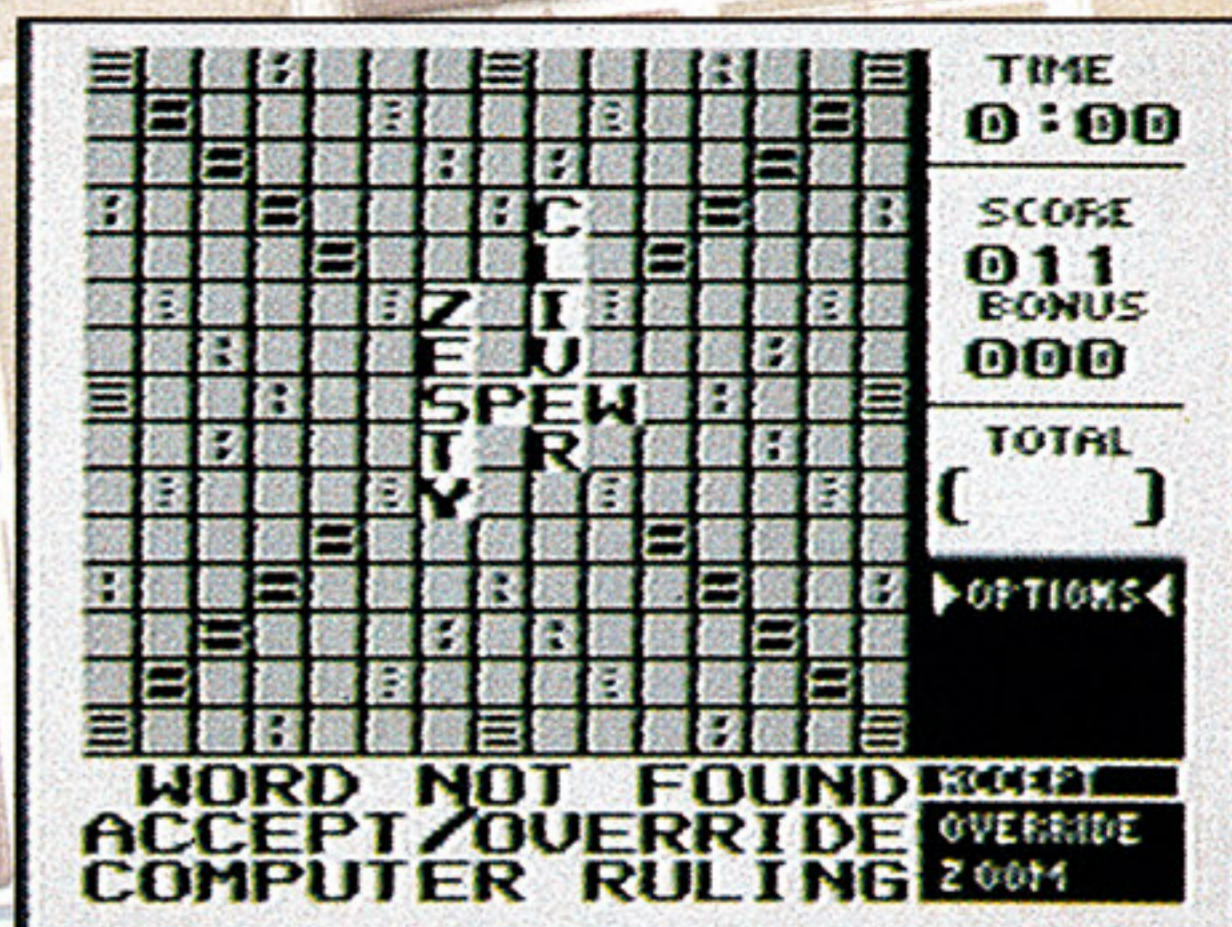 TIME
0:00
SCORE
011
BONUS
000
TOTAL
( )
OPTIONS
C
L
Z I
E V
SPEW
T R
Y
WORD NOT FOUND
ACCEPT/OVERRIDE
COMPUTER RULING
OVERRIDE
ZOOM